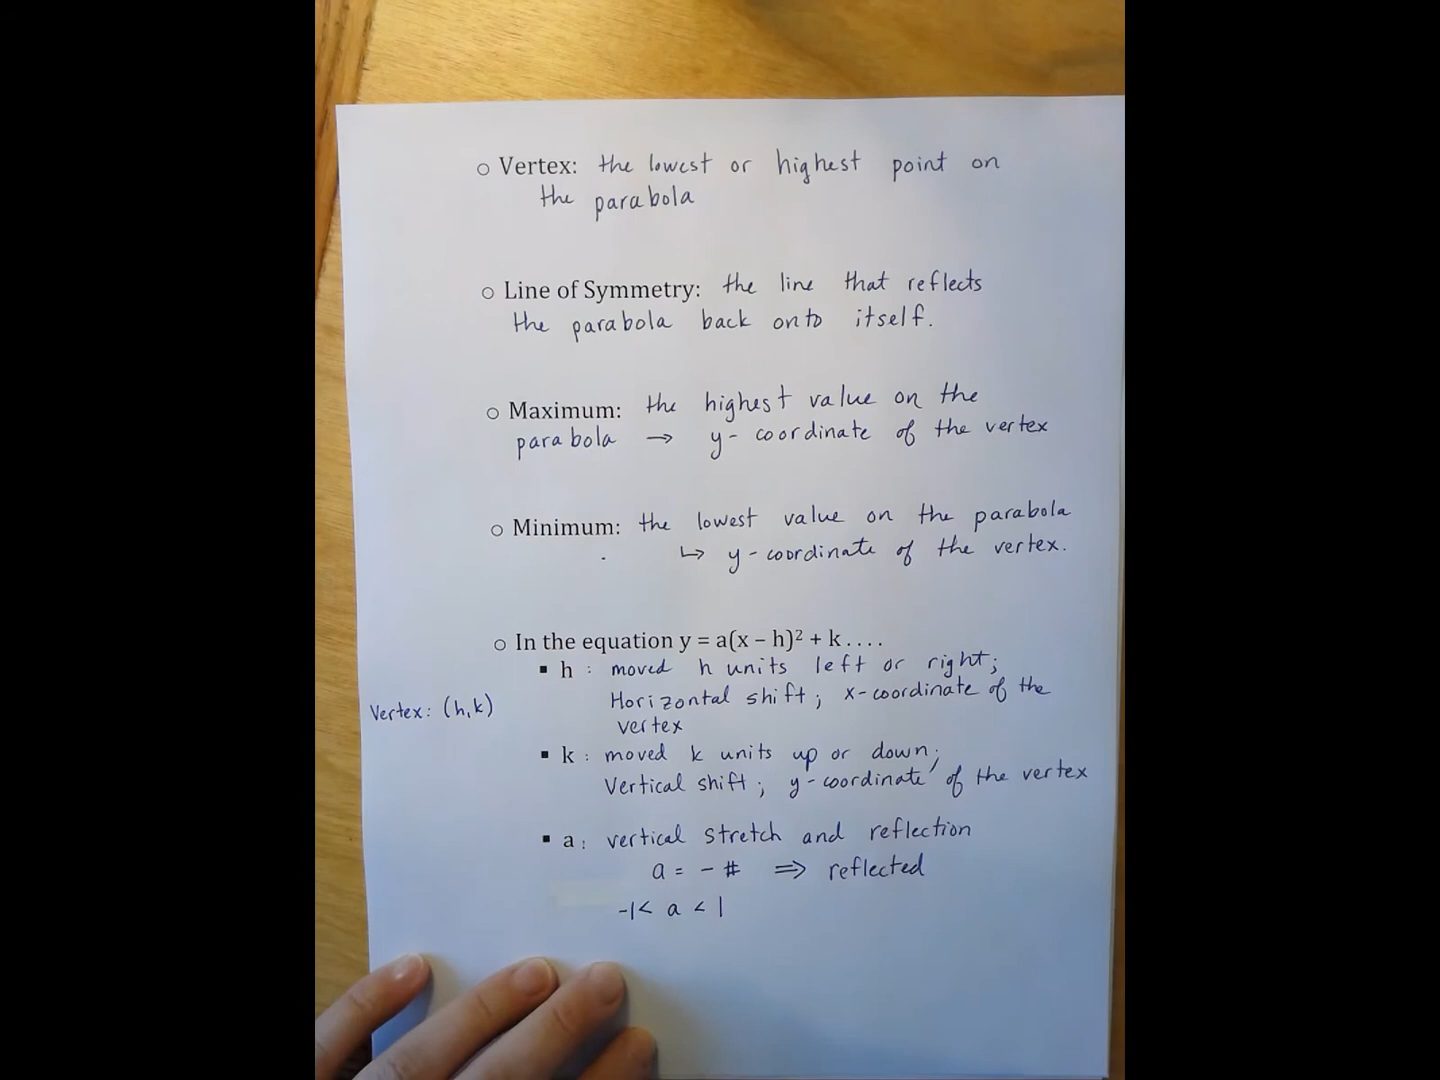 ○ Vertex: the lowest or highest point on
the parabola
○ Line of Symmetry: the line that reflects
the parabola back onto itself.
○ Maximum: the highest value on the
parabola → y-coordinate of the vertex
○ Minimum: the lowest value on the parabola
↳ y-coordinate of the vertex.
○ In the equation y = a(x – h)² + k . . . .
▪ h : moved h units left or right;
Horizontal shift; x-coordinate of the
vertex
Vertex: (h,k)
▪ k : moved k units up or down;
Vertical shift; y-coordinate of the vertex
▪ a : vertical stretch and reflection
a = - # ⟹ reflected
-1< a < 1